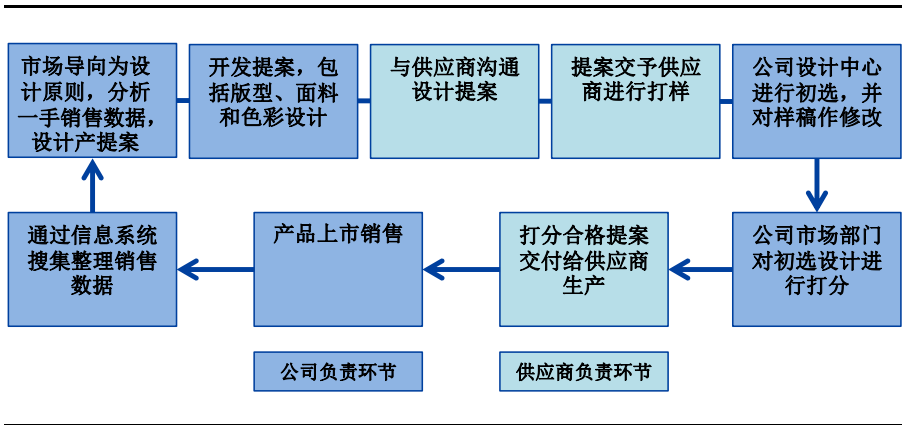 市场导向为设
计原则，分析
一手销售数据，
设计产提案
开发提案，包
括版型、面料
和色彩设计
与供应商沟通
设计提案
提案交予供应
商进行打样
公司设计中心
进行初选，并
对样稿作修改
公司市场部门
对初选设计进
行打分
打分合格提案
交付给供应商
生产
产品上市销售
通过信息系统
搜集整理销售
数据
公司负责环节
供应商负责环节